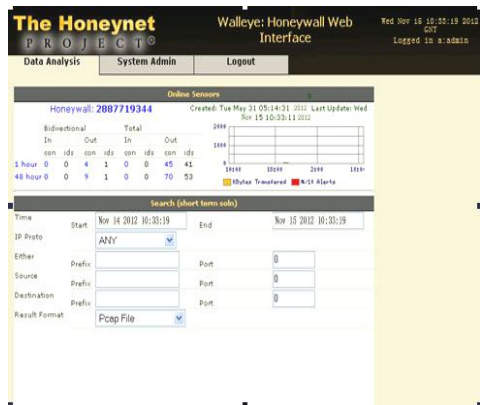 The Honeynet
PROJECT®
Walleye: Honeywall Web
Interface
Wed Nov 16 10:55:19 2012
GMT
Logged in a:admin
Data Analysis System Admin Logout
Online Sensors
Honeywall: 2887719344
Created: Tue May 31 05:14:31 2012 Last Update: Wed
Nov 15 10:33:11 2012
Bidirectional Total
In Out In Out
con ids con ids con ids con ids
1 hour 0 0 4 1 0 0 45 41
48 hour 0 0 9 1 0 0 70 53
2000
1000
0
KBytes Transfered
Alerts
Search (short term soln)
Time Start Nov 14 2012 10:33:19 End Nov 15 2012 10:33:19
IP Proto ANY
Either Prefix Port 0
Source Prefix Port 0
Destination Prefix Port 0
Result Format Pcap File